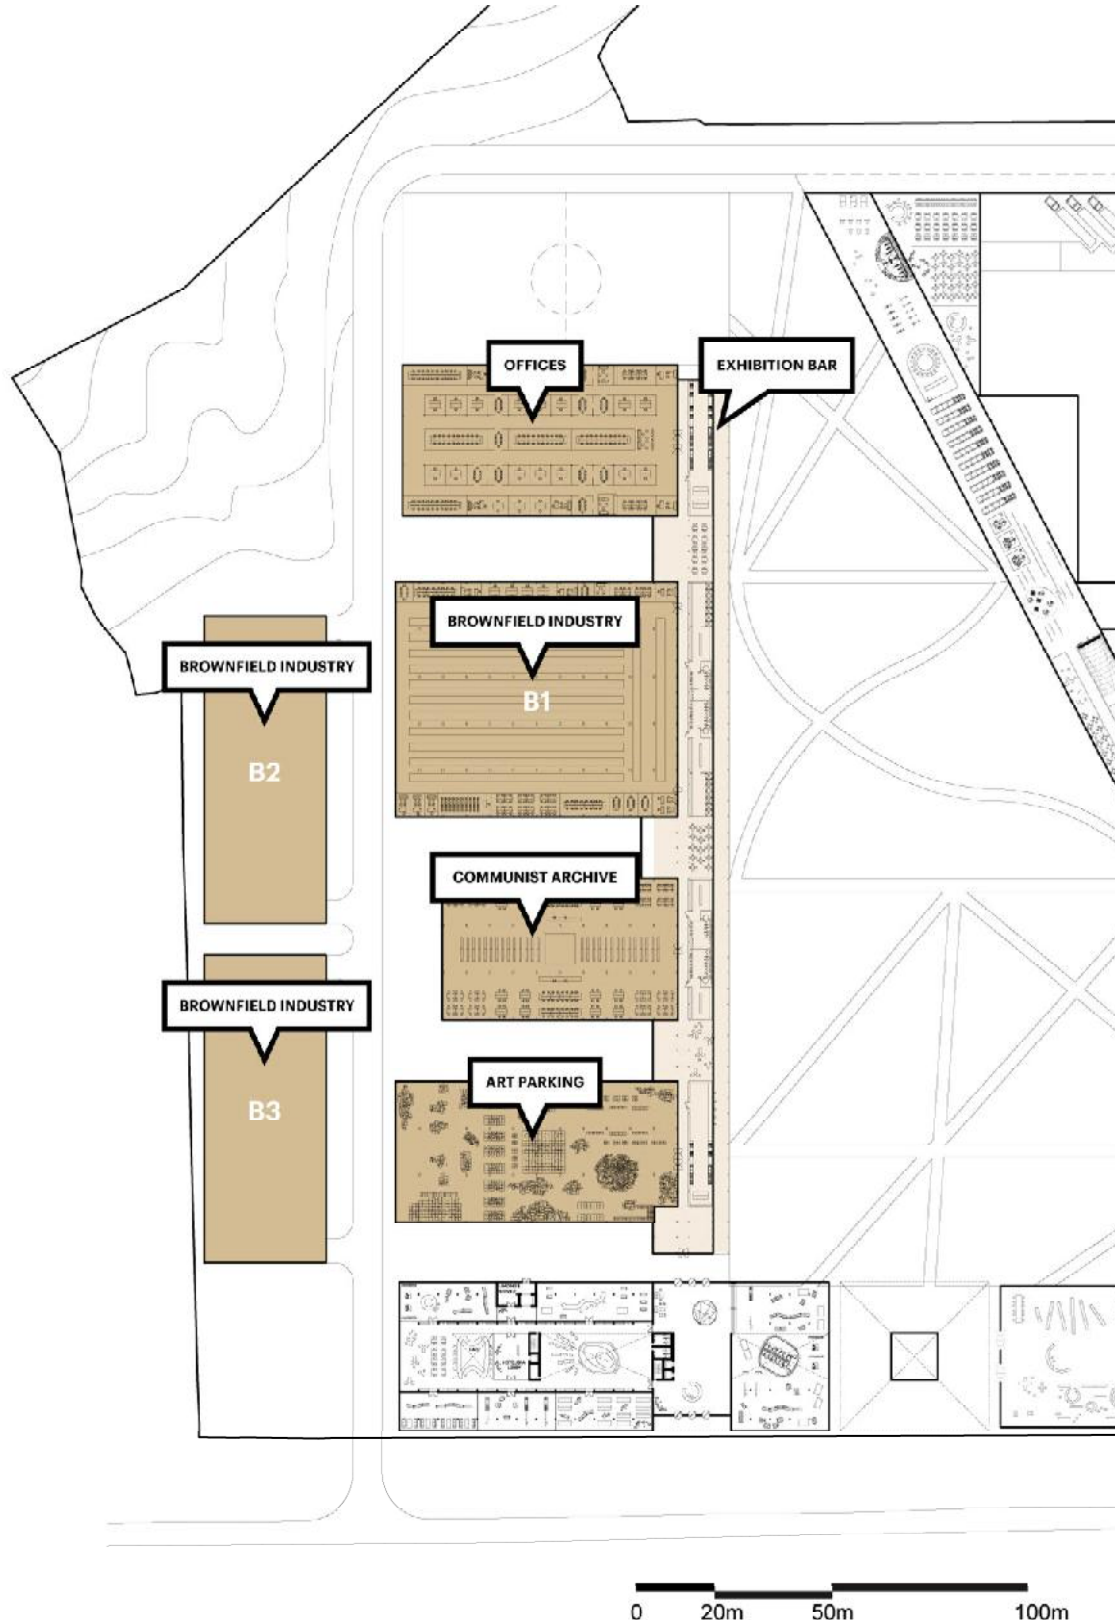 OFFICES
EXHIBITION BAR
BROWNFIELD INDUSTRY
B1
BROWNFIELD INDUSTRY
B2
COMMUNIST ARCHIVE
BROWNFIELD INDUSTRY
B3
ART PARKING
0 20m 50m 100m